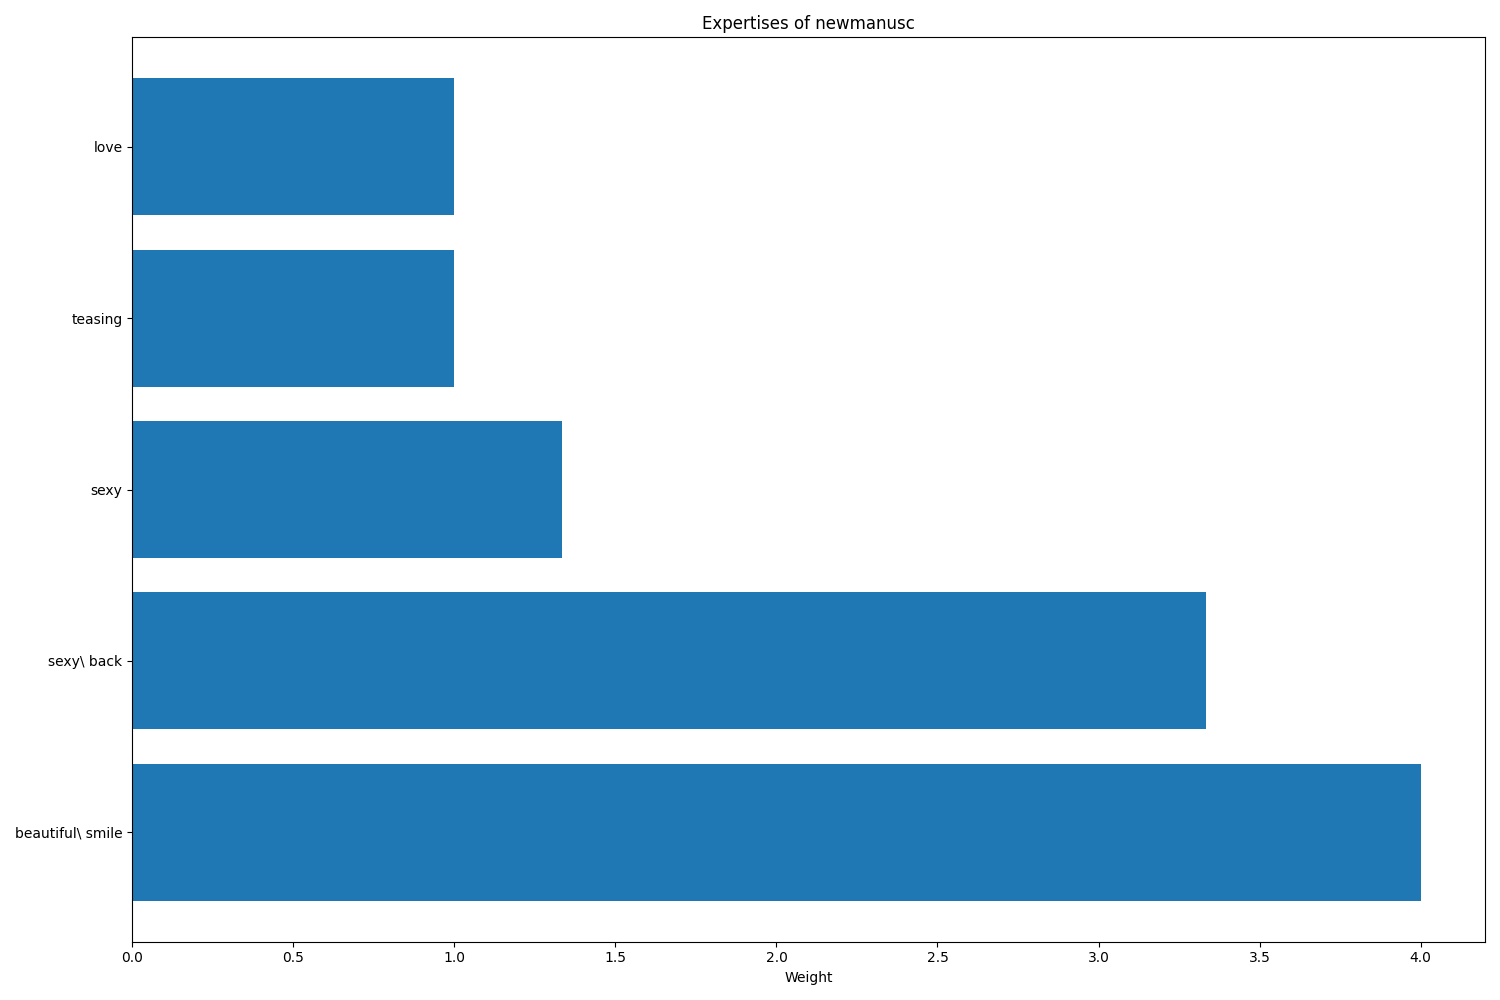 Expertises of newmanusc
love
teasing
sexy
sexy\ back
beautiful\ smile
0.0 0.5 1.0 1.5 2.0 2.5 3.0 3.5 4.0
Weight